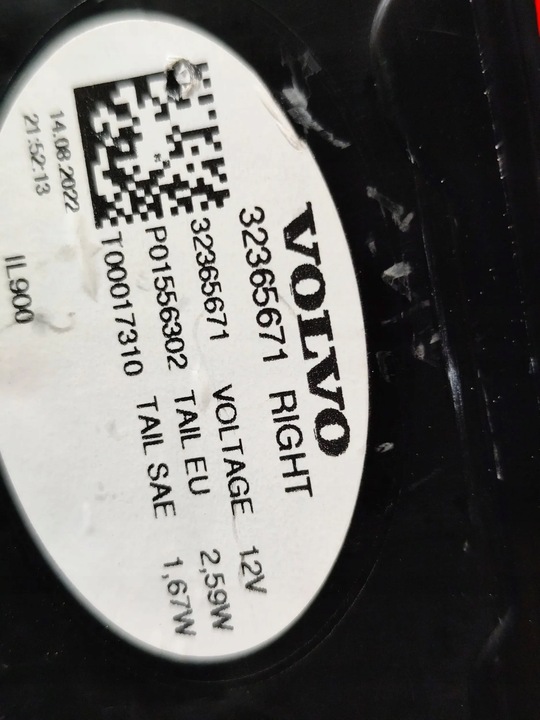 VOLVO
32365671 RIGHT
32365671 VOLTAGE 12V
P01556302 TAIL EU 2,59W
T00017310 TAIL SAE 1,67W
14.08.2022
21:52:13
IL900